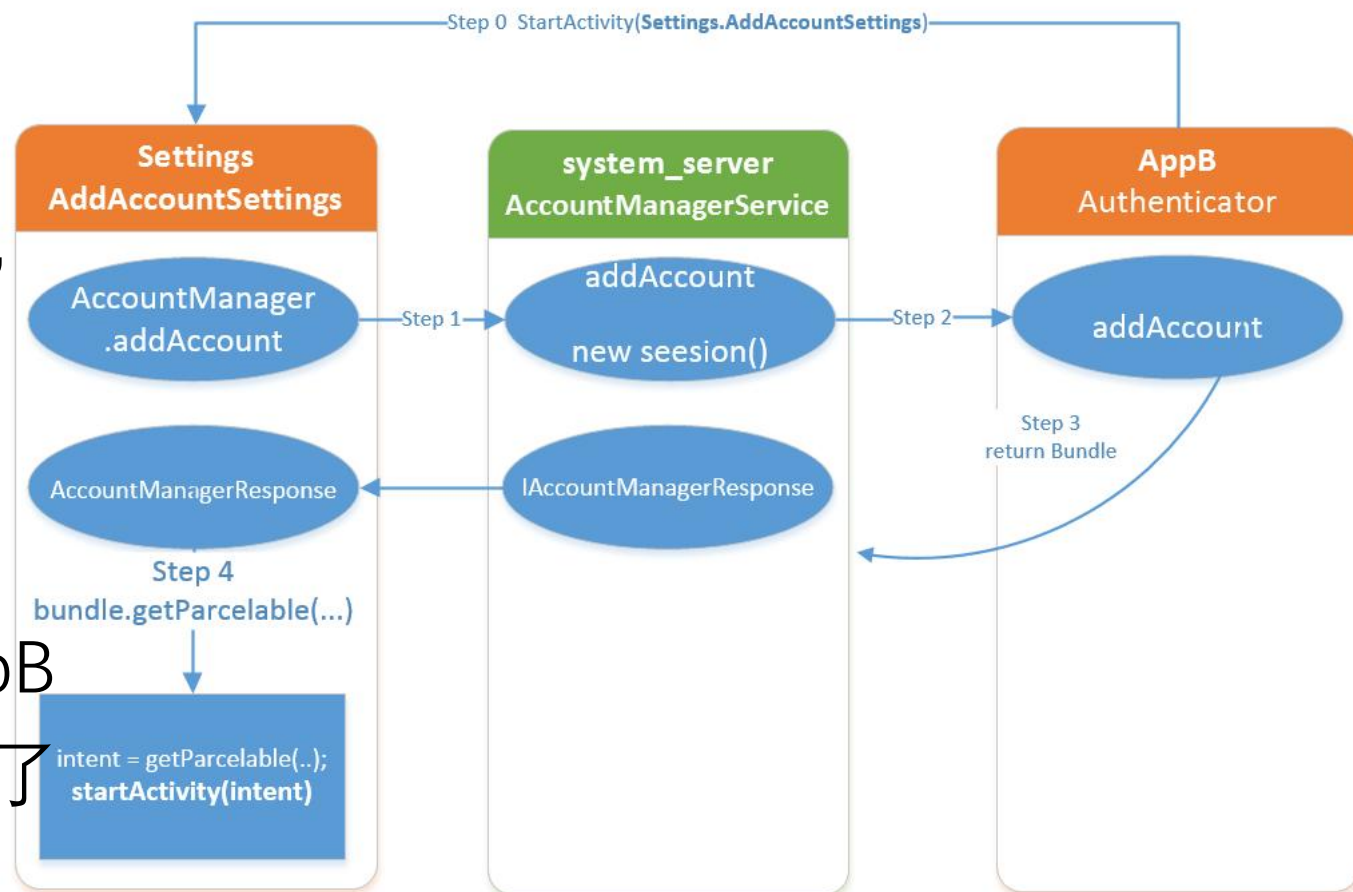 Step 0 StartActivity(Settings.AddAccountSettings)
Settings
AddAccountSettings
system_server
AccountManagerService
AppB
Authenticator
AccountManager
.addAccount
Step 1
addAccount
new seesion()
Step 2
addAccount
Step 3
return Bundle
AccountManagerResponse
IAccountManagerResponse
Step 4
bundle.getParcelable(...)
B
了
intent = getParcelable(..);
startActivity(intent)